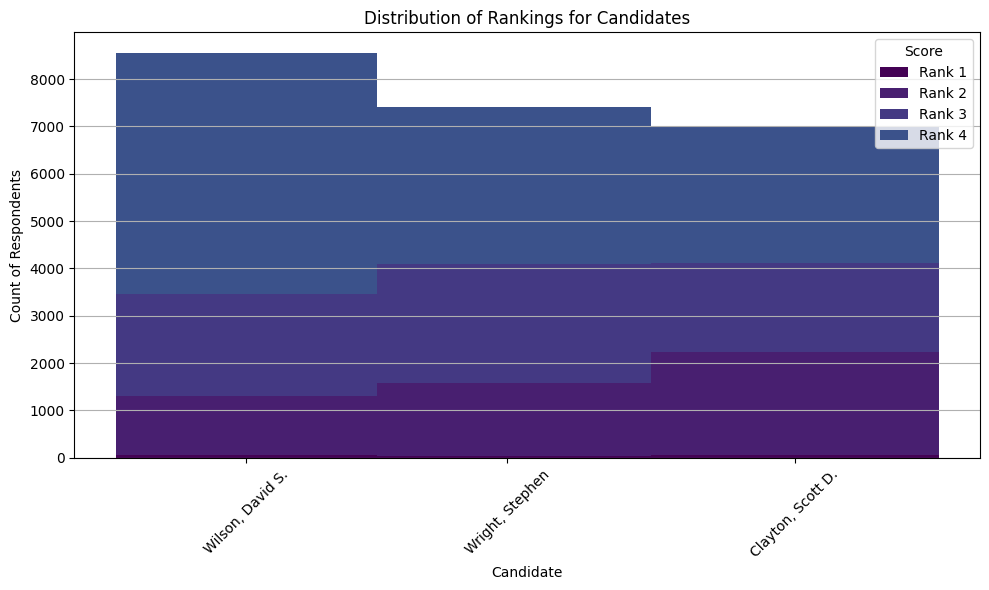 Distribution of Rankings for Candidates
Score
Rank 1
Rank 2
Rank 3
Rank 4
Count of Respondents
8000
7000
6000
5000
4000
3000
2000
1000
0
Wilson, David S.
Wright, Stephen
Clayton, Scott D.
Candidate